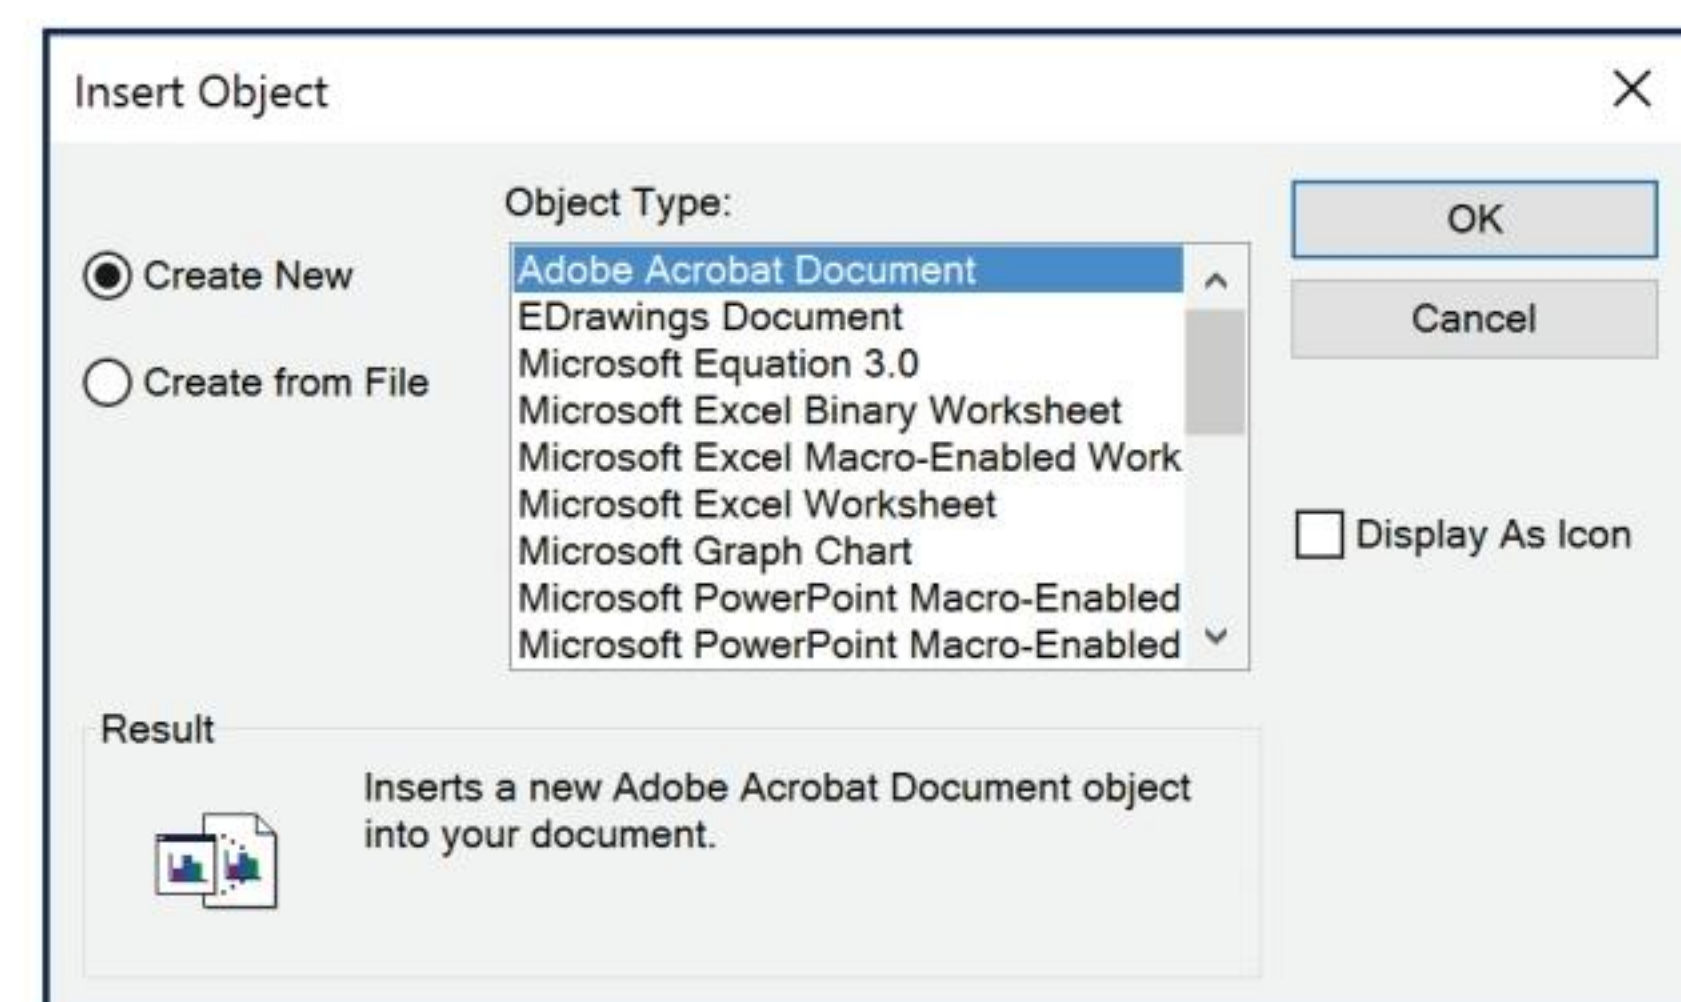 Insert Object
Object Type:
Create New
Create from File
Adobe Acrobat Document
EDrawings Document
Microsoft Equation 3.0
Microsoft Excel Binary Worksheet
Microsoft Excel Macro-Enabled Work
Microsoft Excel Worksheet
Microsoft Graph Chart
Microsoft PowerPoint Macro-Enabled
Microsoft PowerPoint Macro-Enabled
OK
Cancel
Display As Icon
Result
Inserts a new Adobe Acrobat Document object
into your document.